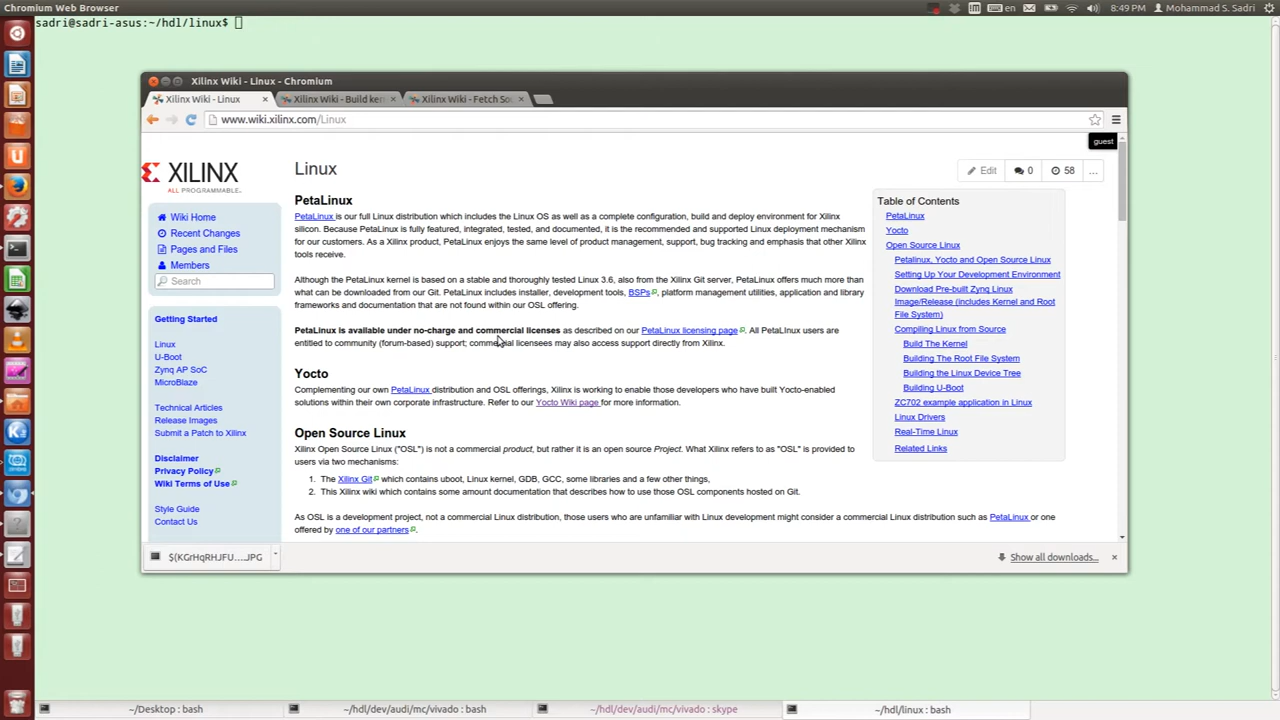 Chromium Web Browser
en
8:49 PM
Mohammad S. Sadri
sadri@sadri-asus:~/hdl/linux$
Xilinx Wiki - Linux - Chromium
Xilinx Wiki - Linux
Xilinx Wiki - Build ker
Xilinx Wiki - Fetch Sou
www.wiki.xilinx.com/Linux
guest
XILINX
ALL PROGRAMMABLE.
Wiki Home
Recent Changes
Pages and Files
Members
Search
Getting Started
Linux
U-Boot
Zynq AP SoC
MicroBlaze
Technical Articles
Release Images
Submit a Patch to Xilinx
Disclaimer
Privacy Policy
Wiki Terms of Use
Style Guide
Contact Us
Linux
Edit
0
58
...
PetaLinux
PetaLinux is our full Linux distribution which includes the Linux OS as well as a complete configuration, build and deploy environment for Xilinx
silicon. Because PetaLinux is fully featured, integrated, tested, and documented, it is the recommended and supported Linux deployment mechanism
for our customers. As a Xilinx product, PetaLinux enjoys the same level of product management, support, bug tracking and emphasis that other Xilinx
tools receive.
Although the PetaLinux kernel is based on a stable and thoroughly tested Linux 3.6, also from the Xilinx Git server, PetaLinux offers much more than
what can be downloaded from our Git. PetaLinux includes installer, development tools, BSPs, platform management utilities, application and library
frameworks and documentation that are not found within our OSL offering.
PetaLinux is available under no-charge and commercial licenses as described on our PetaLinux licensing page. All PetaLInux users are
entitled to community (forum-based) support; commercial licensees may also access support directly from Xilinx.
Yocto
Complementing our own PetaLinux distribution and OSL offerings, Xilinx is working to enable those developers who have built Yocto-enabled
solutions within their own corporate infrastructure. Refer to our Yocto Wiki page for more information.
Open Source Linux
Xilinx Open Source Linux ("OSL") is not a commercial product, but rather it is an open source Project. What Xilinx refers to as "OSL" is provided to
users via two mechanisms:
1. The Xilinx Git which contains uboot, Linux kernel, GDB, GCC, some libraries and a few other things,
2. This Xilinx wiki which contains some amount documentation that describes how to use those OSL components hosted on Git.
As OSL is a development project, not a commercial Linux distribution, those users who are unfamiliar with Linux development might consider a commercial Linux distribution such as PetaLinux or one
offered by one of our partners.
Table of Contents
PetaLinux
Yocto
Open Source Linux
Petalinux, Yocto and Open Source Linux
Setting Up Your Development Environment
Download Pre-built Zynq Linux
Image/Release (includes Kernel and Root
File System)
Compiling Linux from Source
Build The Kernel
Building The Root File System
Building the Linux Device Tree
Building U-Boot
ZC702 example application in Linux
Linux Drivers
Real-Time Linux
Related Links
$(KGrHqRHJFU....JPG
Show all downloads...
~/Desktop : bash
~/hdl/dev/audi/mc/vivado : bash
~/hdl/dev/audi/mc/vivado : skype
~/hdl/linux : bash